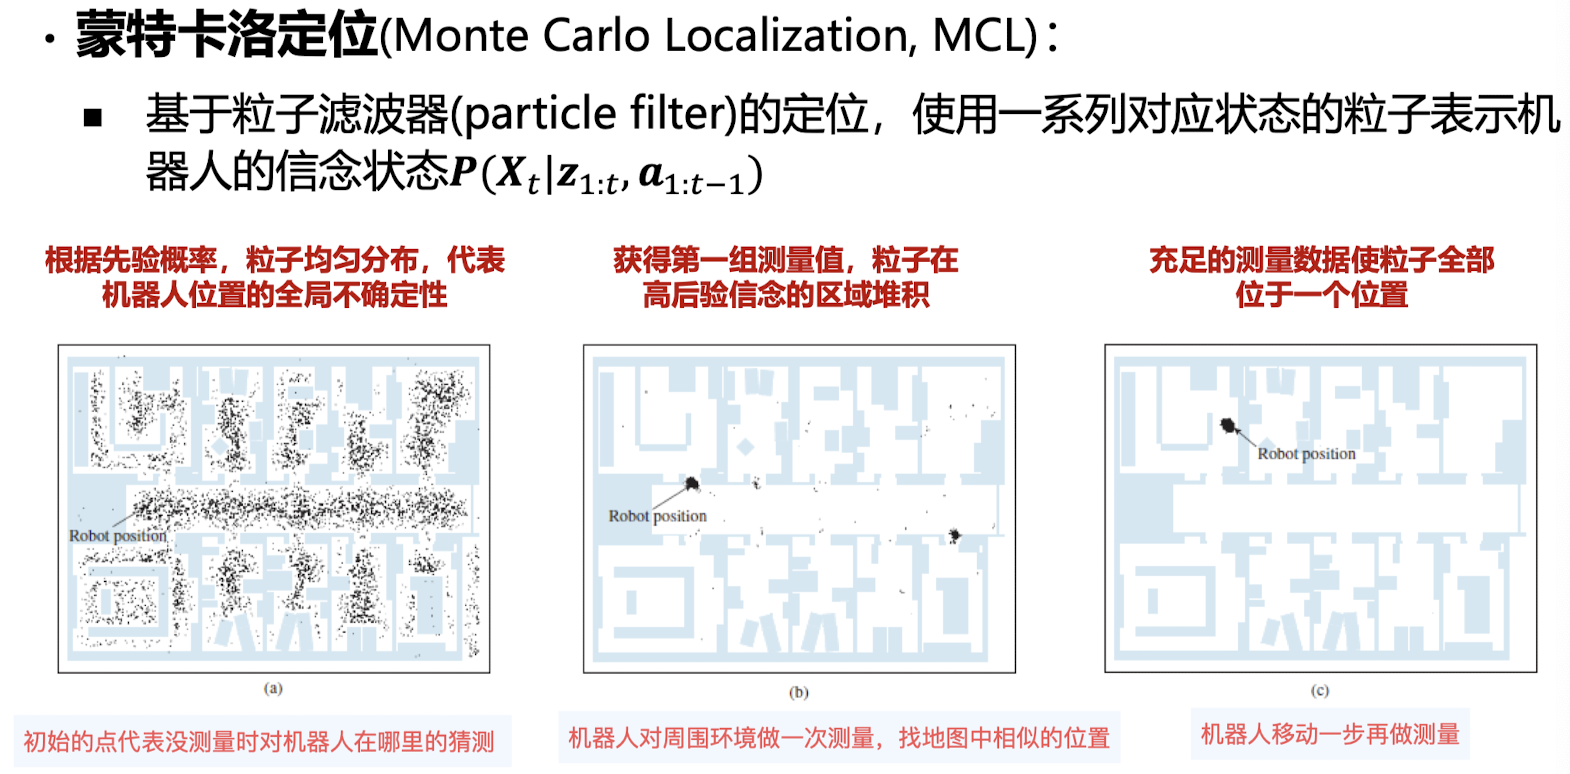 • 蒙特卡洛定位(Monte Carlo Localization, MCL)：
■ 基于粒子滤波器(particle filter)的定位，使用一系列对应状态的粒子表示机
器人的信念状态P(Xt|z1:t, a1:t−1)
根据先验概率，粒子均匀分布，代表
机器人位置的全局不确定性
获得第一组测量值，粒子在
高后验信念的区域堆积
充足的测量数据使粒子全部
位于一个位置
Robot position
Robot position
Robot position
(a)
(b)
(c)
初始的点代表没测量时对机器人在哪里的猜测
机器人对周围环境做一次测量，找地图中相似的位置
机器人移动一步再做测量